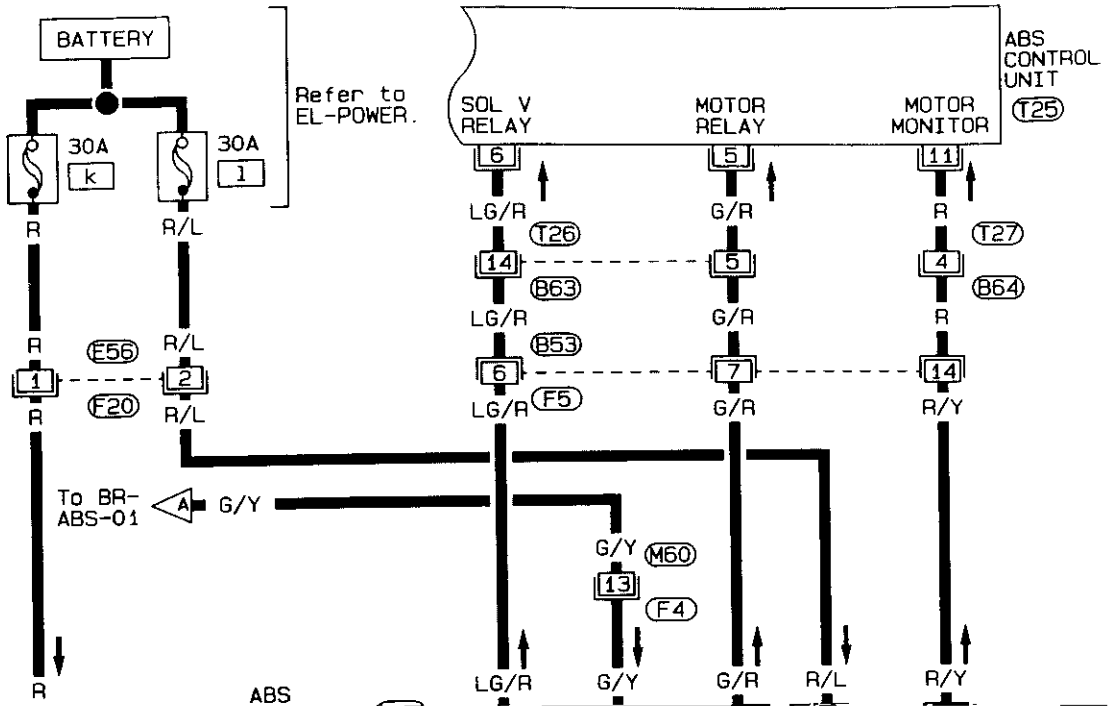 BATTERY
30A
k
30A
l
Refer to
EL-POWER.
SOL V
RELAY
MOTOR
RELAY
MOTOR
MONITOR
ABS
CONTROL
UNIT
T25
6
5
11
R
R/L
LG/R
G/R
R
T26
T27
14
5
4
B63
B64
LG/R
G/R
R
R
R/L
E56
B53
1
2
6
7
14
F20
F5
R
R/L
LG/R
G/R
R/Y
To BR-
ABS-01
A
G/Y
G/Y
M60
13
F4
R
LG/R
G/Y
G/R
R/L
R/Y
ABS